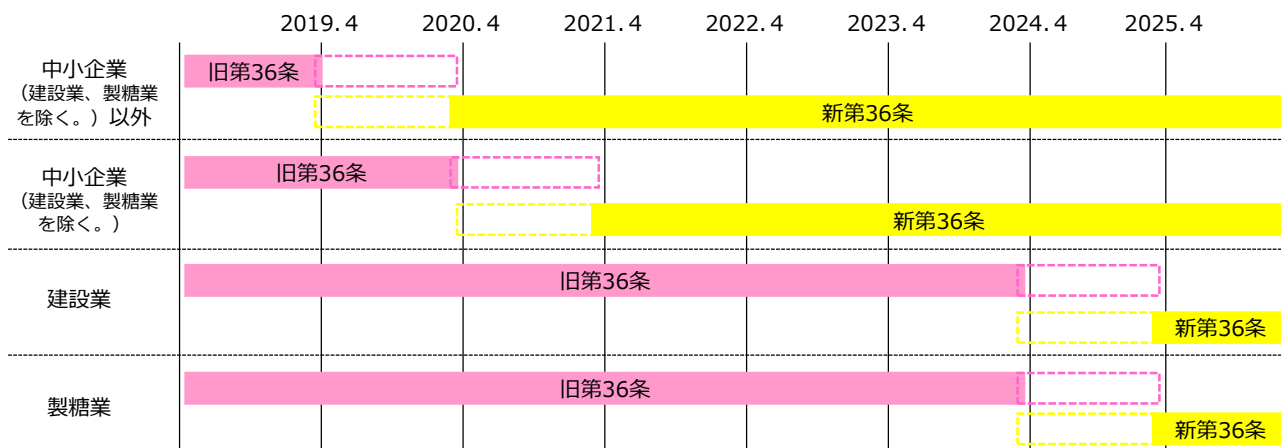 2019.4 2020.4 2021.4 2022.4 2023.4 2024.4 2025.4
中小企業
（建設業、製糖業
を除く。）以外
旧第36条
新第36条
中小企業
（建設業、製糖業
を除く。）
旧第36条
新第36条
建設業
旧第36条
新第36条
製糖業
旧第36条
新第36条